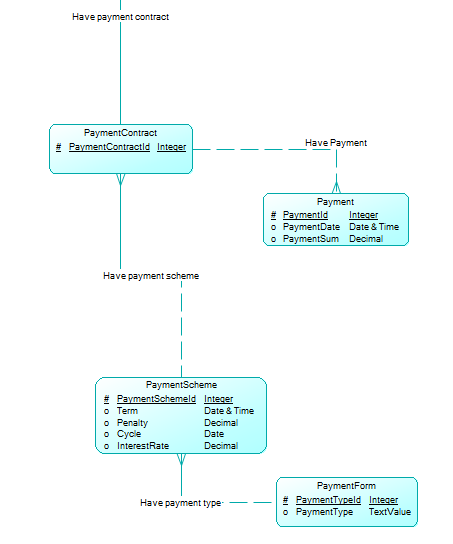 Have payment contract
PaymentContract
# PaymentContractId Integer
Have Payment
Payment
# PaymentId Integer
o PaymentDate Date & Time
o PaymentSum Decimal
Have payment scheme
PaymentScheme
# PaymentSchemeId Integer
o Term Date & Time
o Penalty Decimal
o Cycle Date
o InterestRate Decimal
PaymentForm
# PaymentTypeId Integer
o PaymentType TextValue
Have payment type